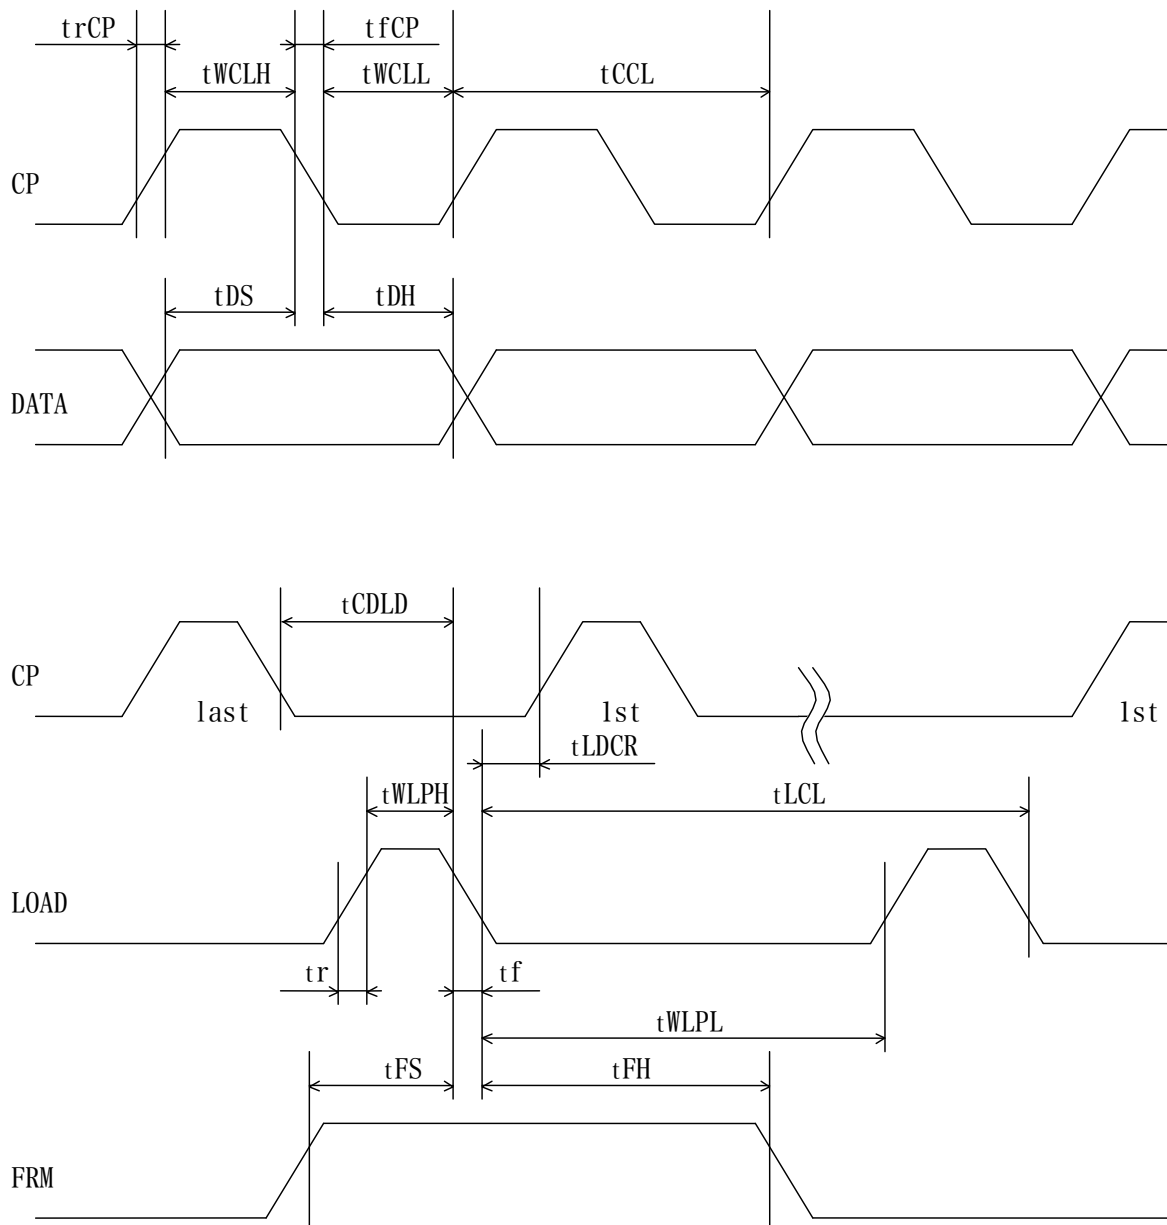 trCP tfCP
tWCLH tWCLL tCCL
CP
tDS tDH
DATA
tCDLD
CP
last 1st 1st
tLDCR
tWLPH tLCL
LOAD
tr tf
tWLPL
tFS tFH
FRM